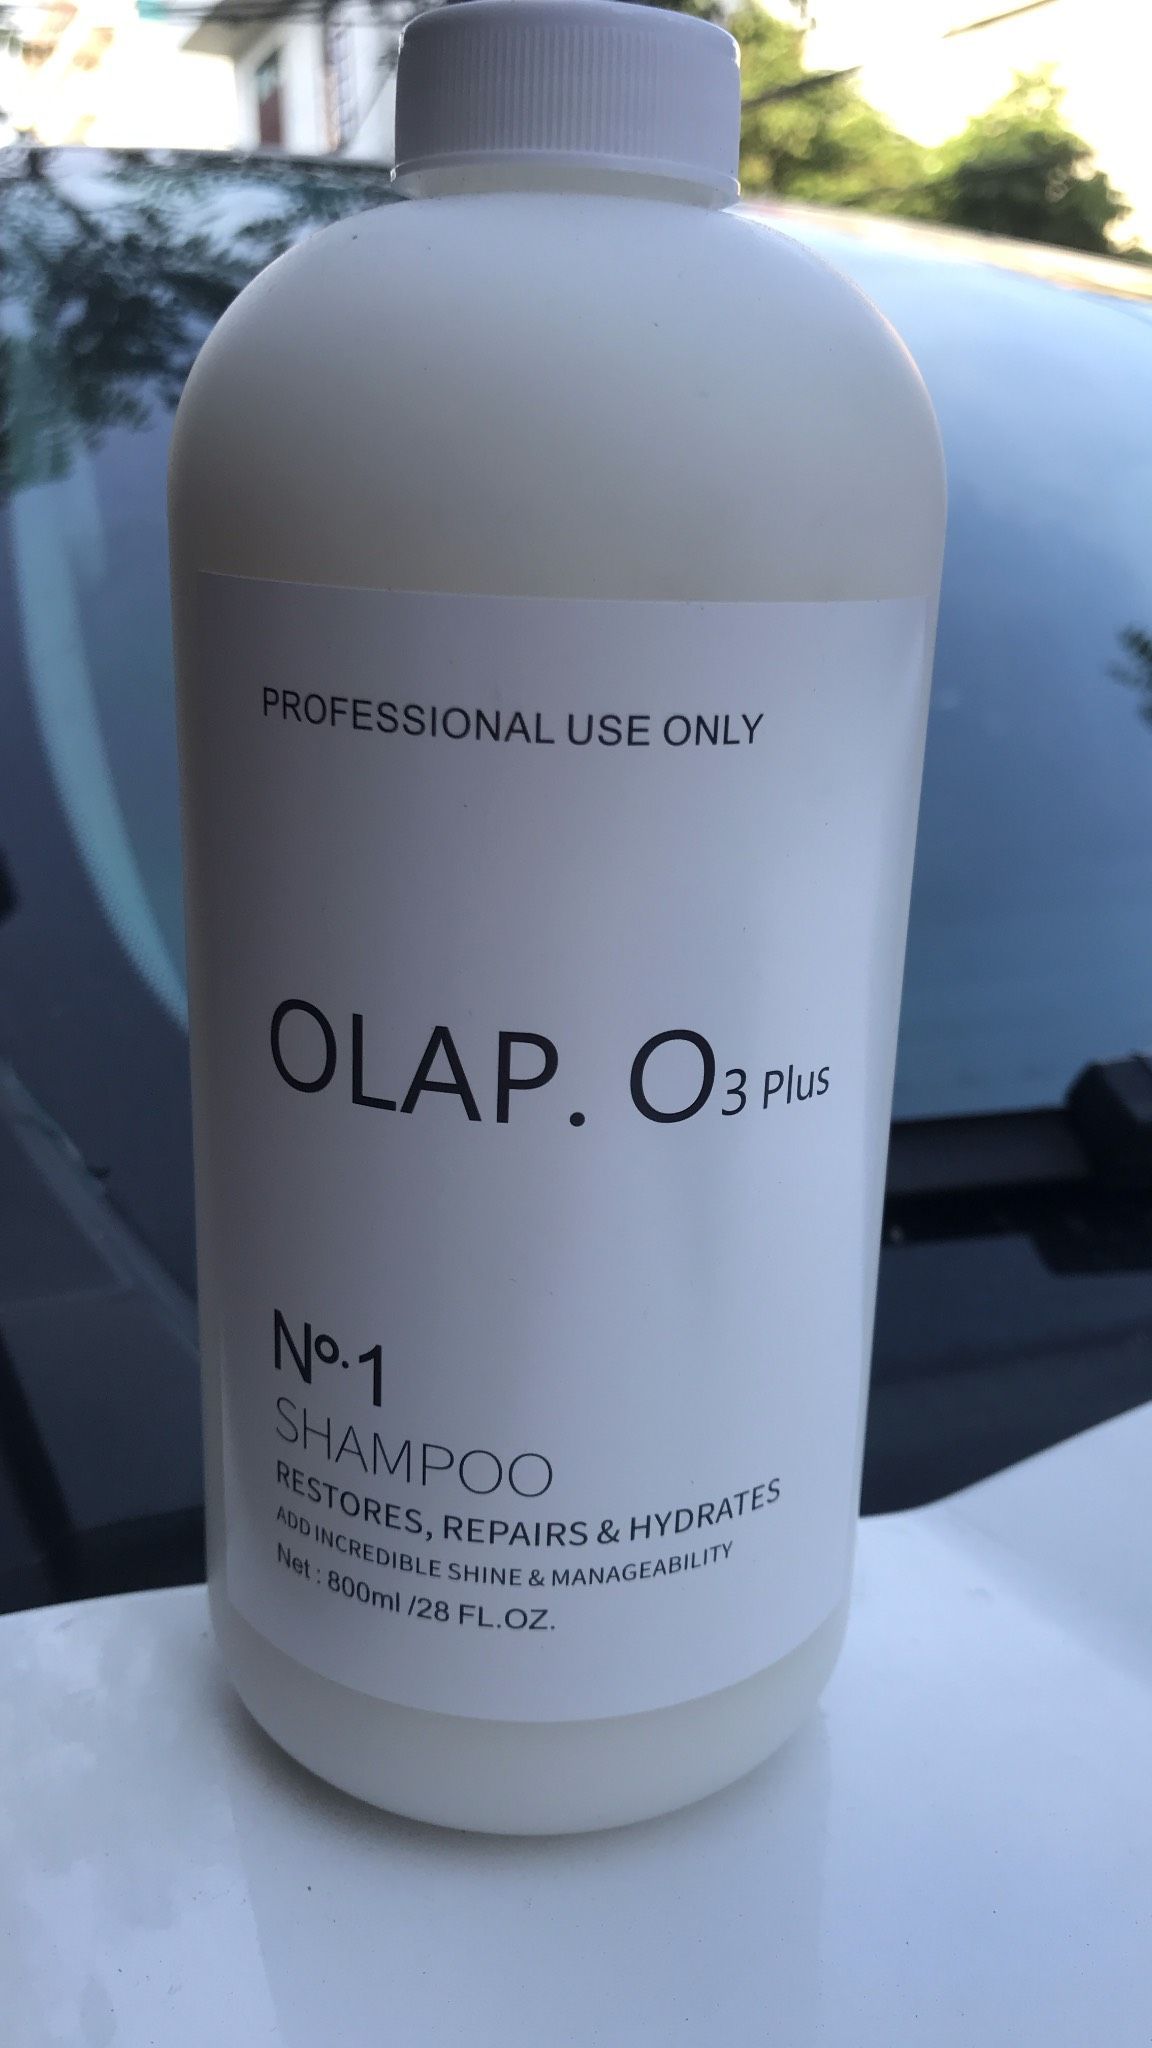 PROFESSIONAL USE ONLY
OLAP. O3 Plus
No.1
SHAMPOO
RESTORES, REPAIRS & HYDRATES
ADD INCREDIBLE SHINE & MANAGEABILITY
Net : 800ml /28 FL.OZ.